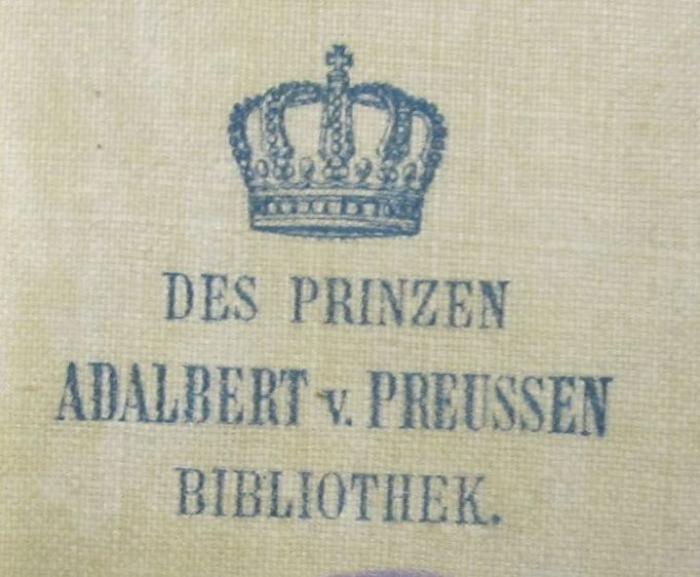 DES PRINZEN
ADALBERT v. PREUSSEN
BIBLIOTHEK.